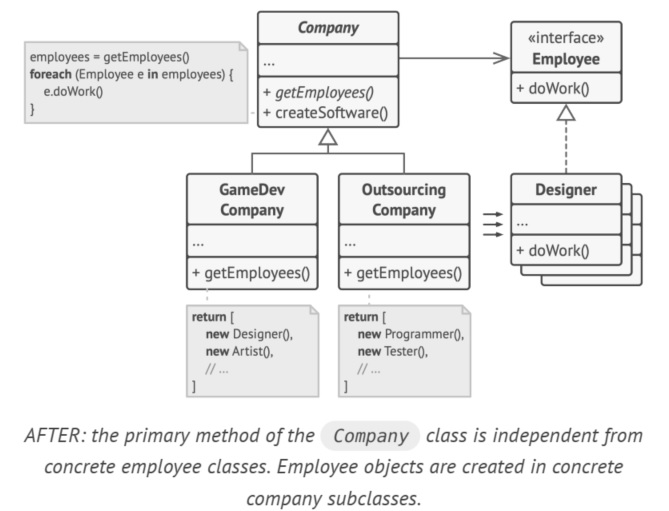 Company
...
+ getEmployees()
+ createSoftware()
employees = getEmployees()
foreach (Employee e in employees) {
e.doWork()
}
«interface»
Employee
+ doWork()
GameDev
Company
...
+ getEmployees()
Outsourcing
Company
...
+ getEmployees()
Designer
...
+ doWork()
return [
new Designer(),
new Artist(),
// ...
]
return [
new Programmer(),
new Tester(),
// ...
]
AFTER: the primary method of the Company class is independent from
concrete employee classes. Employee objects are created in concrete
company subclasses.